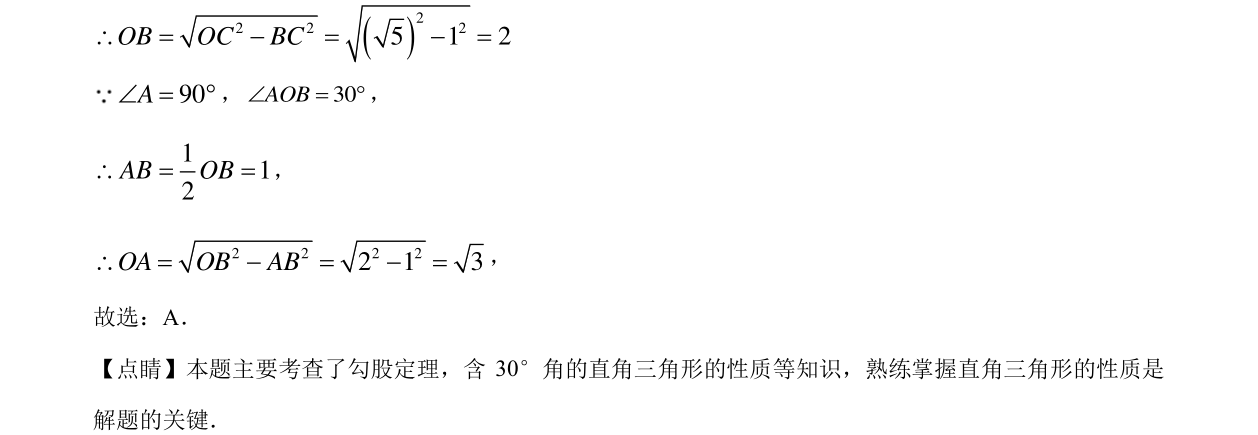 ∴OB=√(OC²−BC²)=√((√5)²−1²)=2
∵∠A=90°，∠AOB=30°，
∴AB=1/2OB=1，
∴OA=√(OB²−AB²)=√(2²−1²)=√3，
故选：A．
【点睛】本题主要考查了勾股定理，含 30° 角的直角三角形的性质等知识，熟练掌握直角三角形的性质是
解题的关键．